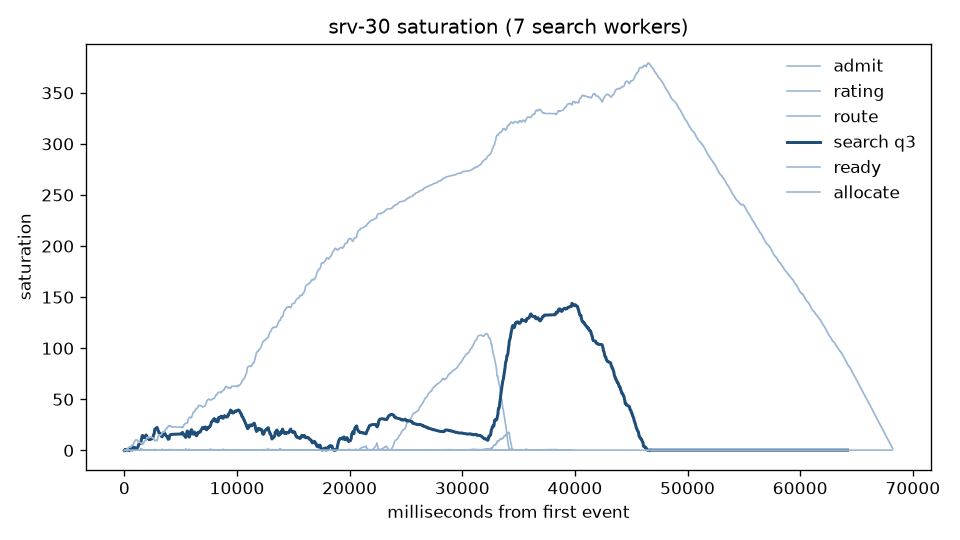 srv-30 saturation (7 search workers)
admit
rating
route
search q3
ready
allocate
350
300
250
200
150
100
50
0
saturation
0 10000 20000 30000 40000 50000 60000 70000
milliseconds from first event